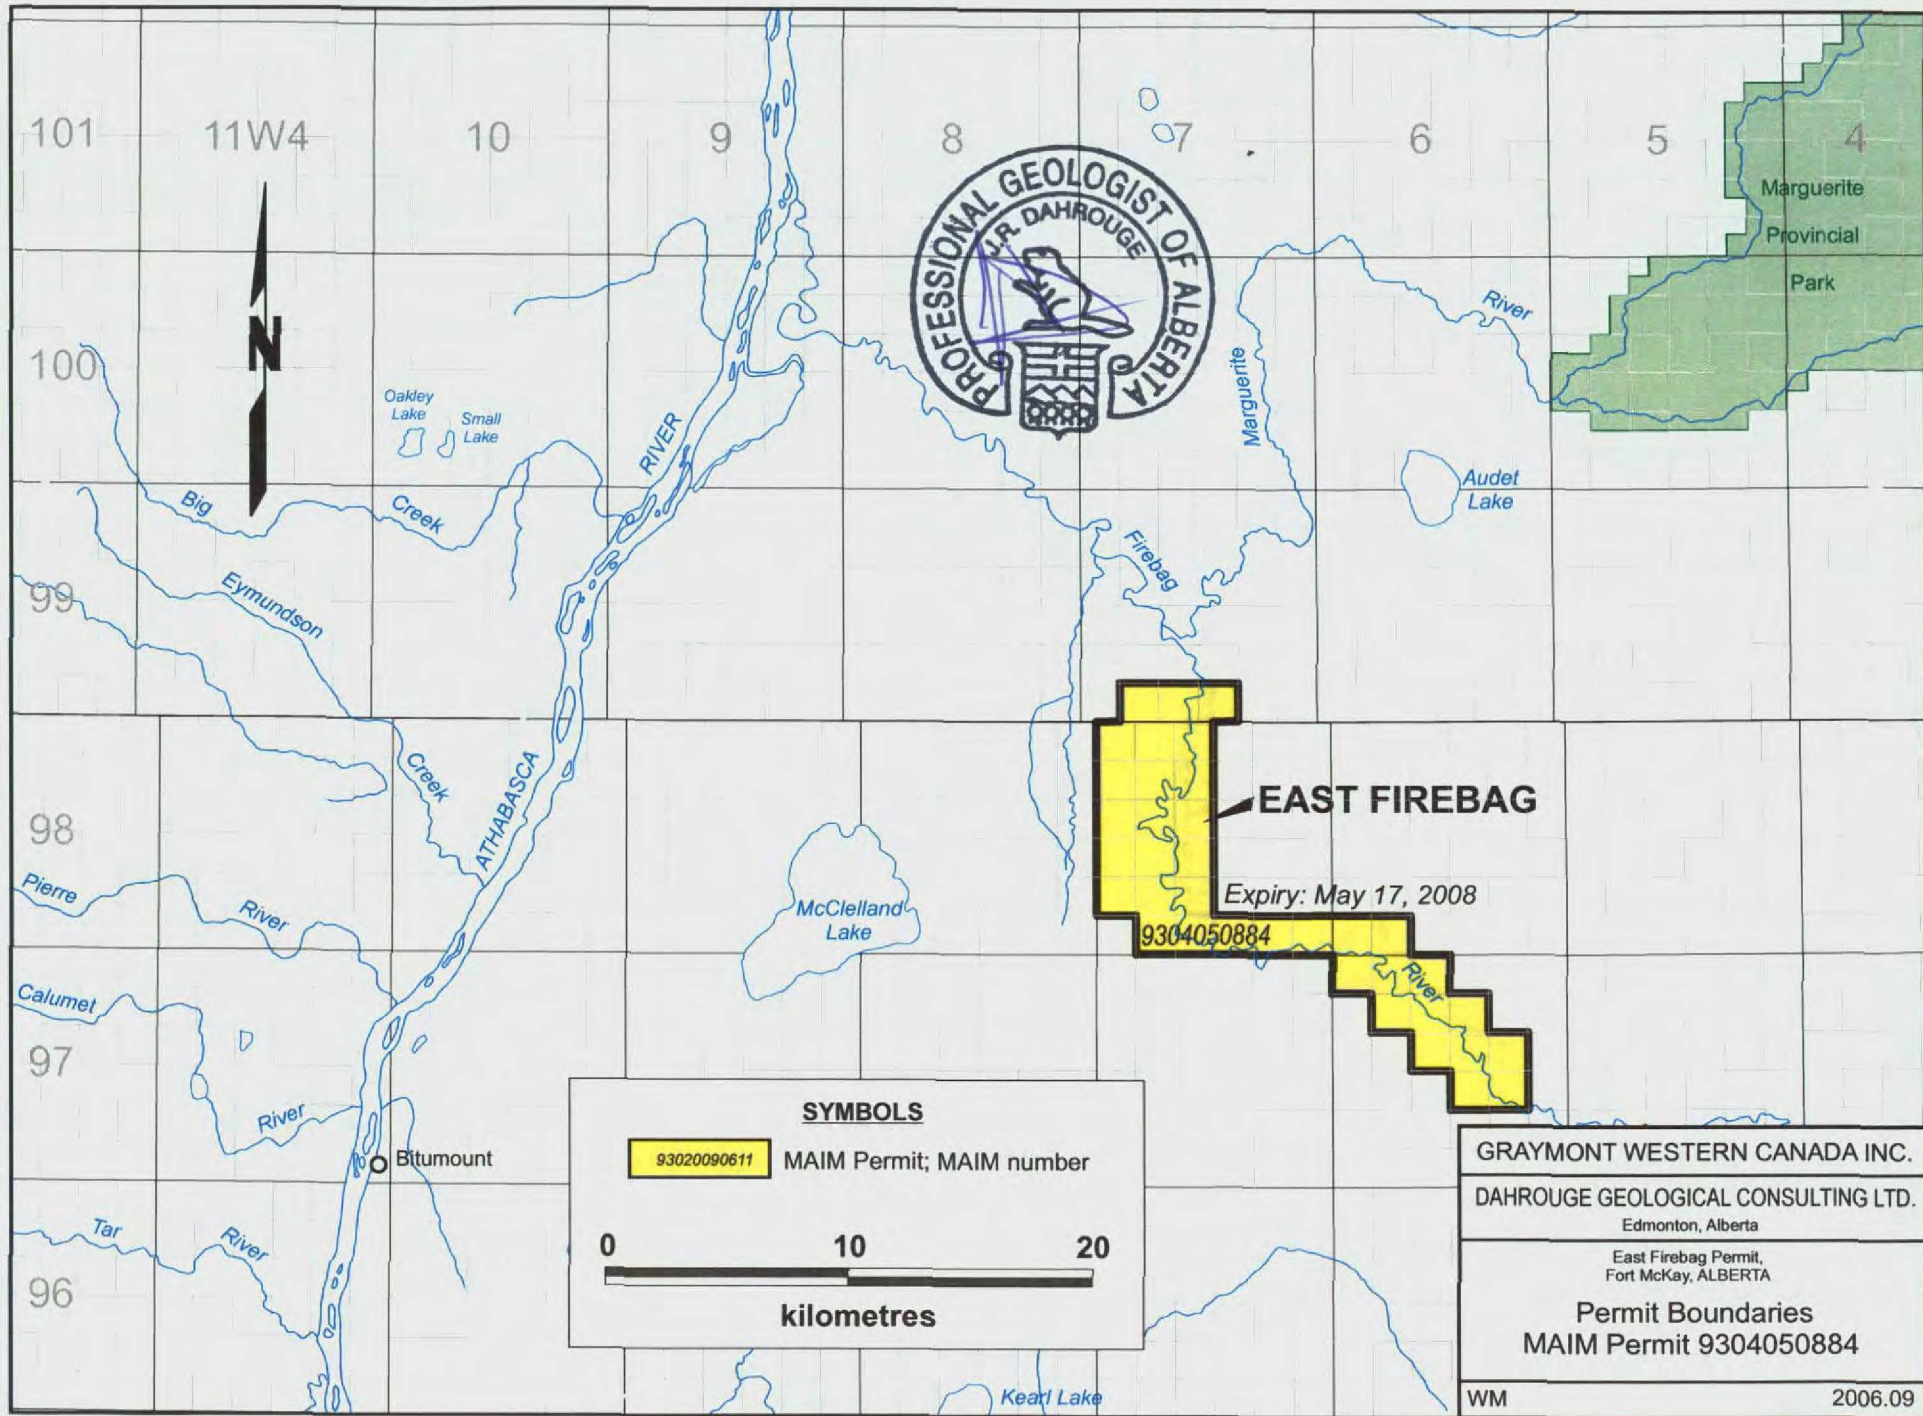 101
11W4
10
9
8
7
6
5
4
Marguerite
Provincial
Park
PROFESSIONAL GEOLOGIST OF ALBERTA
J.R. DAHROUGE
N
100
Oakley
Lake
Small
Lake
RIVER
Marguerite
River
Audet
Lake
Big
Creek
Firebag
99
Eymundson
Creek
ATHABASCA
EAST FIREBAG
98
Pierre
River
McClelland
Lake
Expiry: May 17, 2008
9304050884
River
Calumet
97
River
Bitumount
SYMBOLS
93020090611
MAIM Permit; MAIM number
0
10
20
kilometres
Tar
River
96
Kearl Lake
GRAYMONT WESTERN CANADA INC.
DAHROUGE GEOLOGICAL CONSULTING LTD.
Edmonton, Alberta
East Firebag Permit,
Fort McKay, ALBERTA
Permit Boundaries
MAIM Permit 9304050884
WM
2006.09